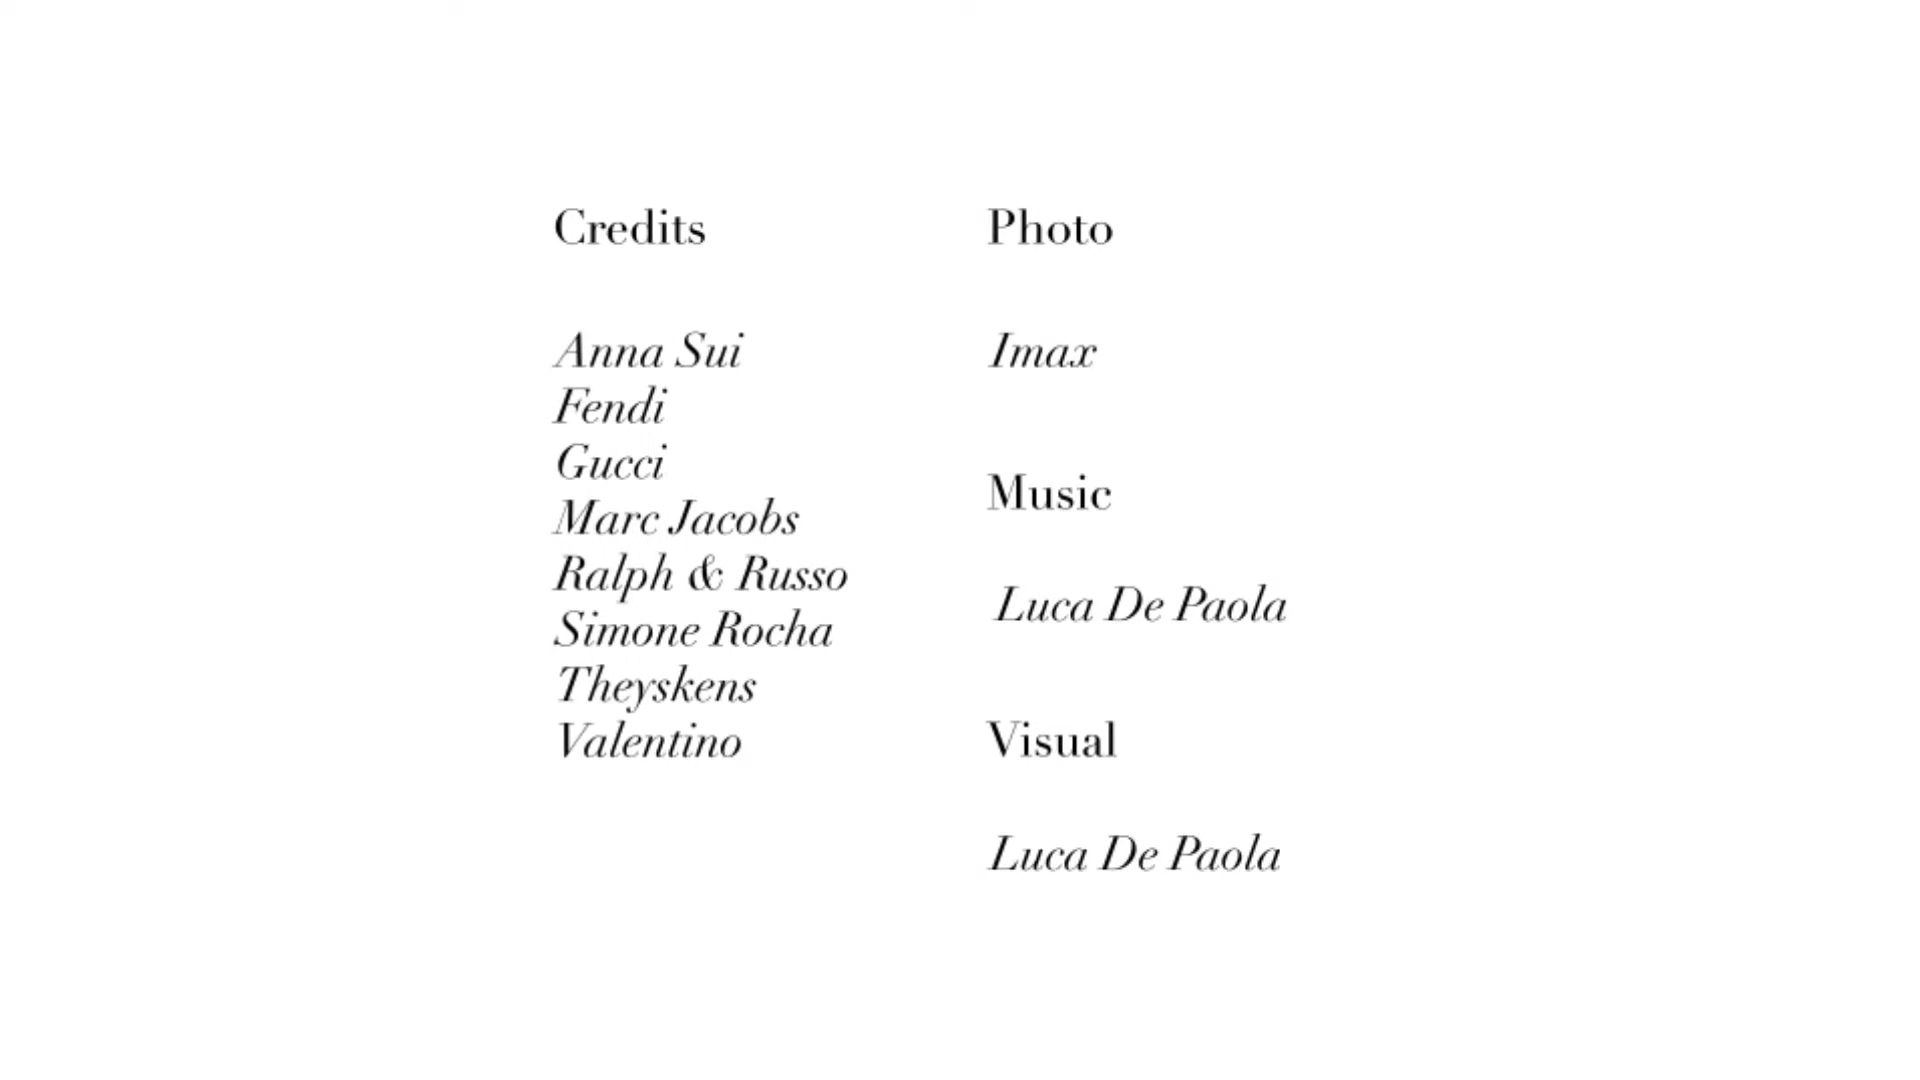 Credits
Anna Sui
Fendi
Gucci
Marc Jacobs
Ralph & Russo
Simone Rocha
Theyskens
Valentino
Photo
Imax
Music
Luca De Paola
Visual
Luca De Paola